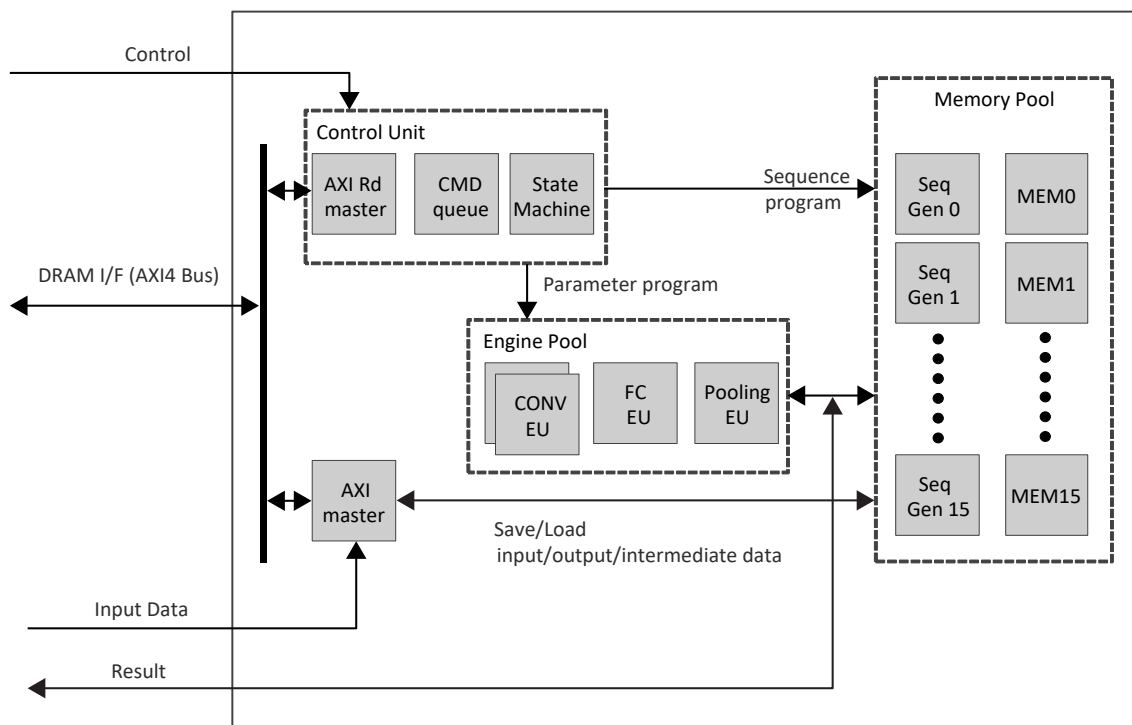 Control
Memory Pool
Control Unit
AXI Rd
master
CMD
queue
State
Machine
Sequence
program
Seq
Gen 0
MEM0
DRAM I/F (AXI4 Bus)
Parameter program
Seq
Gen 1
MEM1
Engine Pool
CONV
EU
FC
EU
Pooling
EU
AXI
master
Seq
Gen 15
MEM15
Save/Load
input/output/intermediate data
Input Data
Result